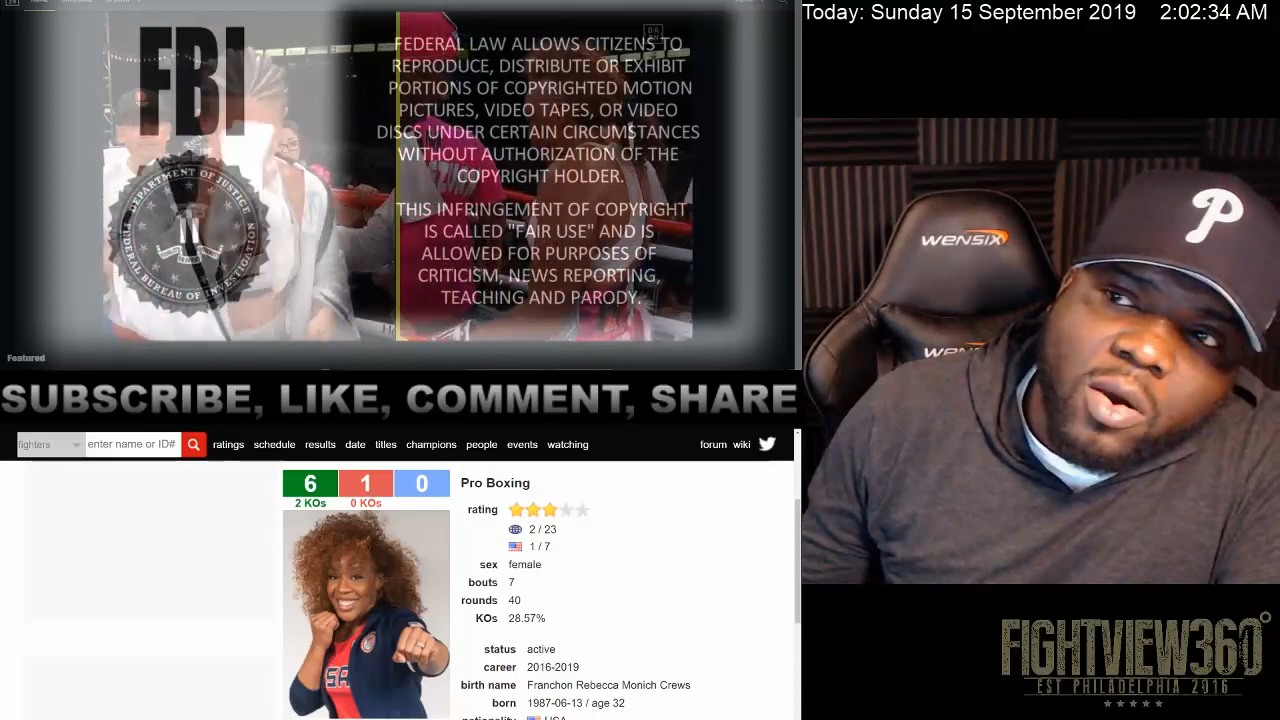 Today: Sunday 15 September 2019 2:02:34 AM
FBI
DEPARTMENT OF JUSTICE
FEDERAL BUREAU OF INVESTIGATION
FEDERAL LAW ALLOWS CITIZENS TO
REPRODUCE, DISTRIBUTE OR EXHIBIT
PORTIONS OF COPYRIGHTED MOTION
PICTURES, VIDEO TAPES, OR VIDEO
DISCS UNDER CERTAIN CIRCUMSTANCES
WITHOUT AUTHORIZATION OF THE
COPYRIGHT HOLDER.
THIS INFRINGEMENT OF COPYRIGHT
IS CALLED "FAIR USE" AND IS
ALLOWED FOR PURPOSES OF
CRITICISM, NEWS REPORTING,
TEACHING AND PARODY.
DAZN
Featured
SUBSCRIBE, LIKE, COMMENT, SHARE
fighters enter name or ID# ratings schedule results date titles champions people events watching forum wiki
6 1 0
2 KOs 0 KOs
Pro Boxing
rating
2 / 23
1 / 7
sex female
bouts 7
rounds 40
KOs 28.57%
status active
career 2016-2019
birth name Franchon Rebecca Monich Crews
born 1987-06-13 / age 32
nationality USA
WENSIX
P
FIGHTVIEW360°
EST PHILADELPHIA 2016